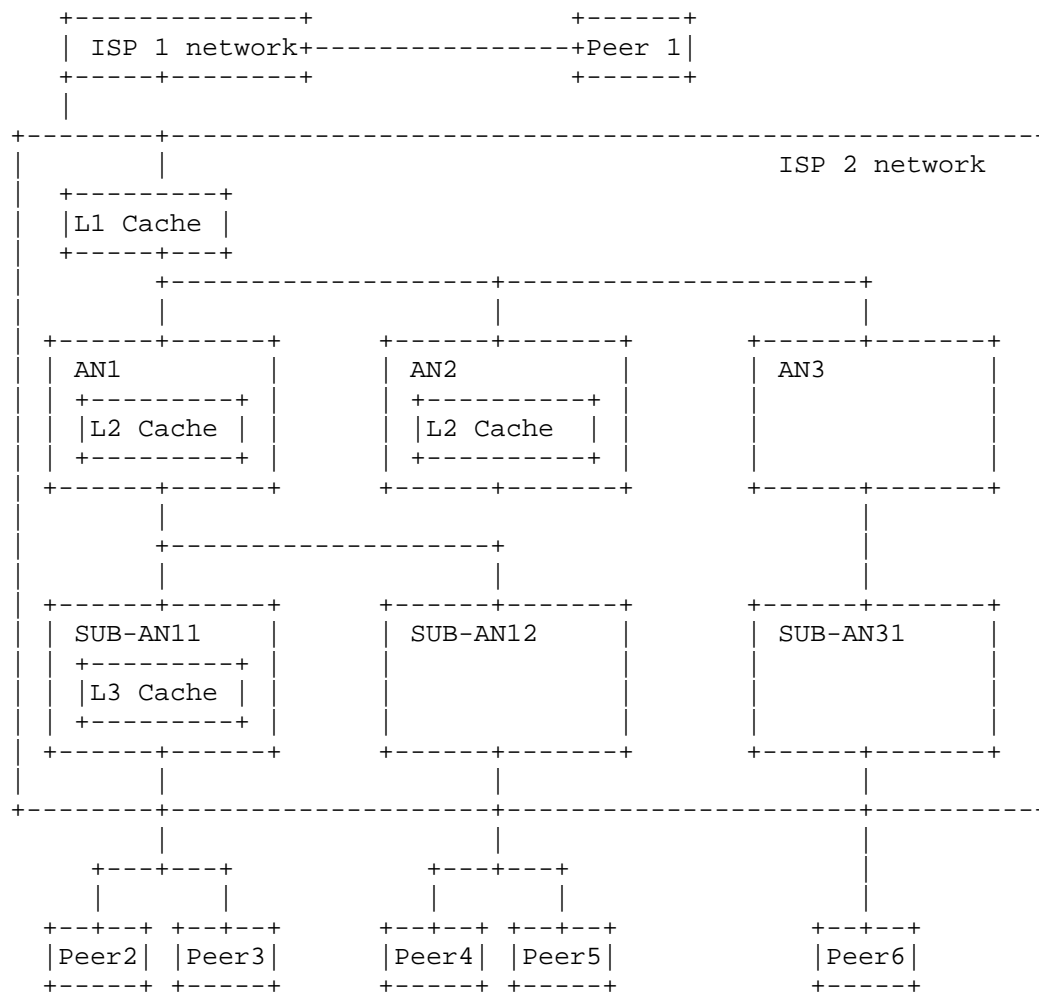 ISP 1 network Peer 1
ISP 2 network
L1 Cache
AN1 AN2 AN3
L2 Cache L2 Cache
SUB-AN11 SUB-AN12 SUB-AN31
L3 Cache
Peer2 Peer3 Peer4 Peer5 Peer6